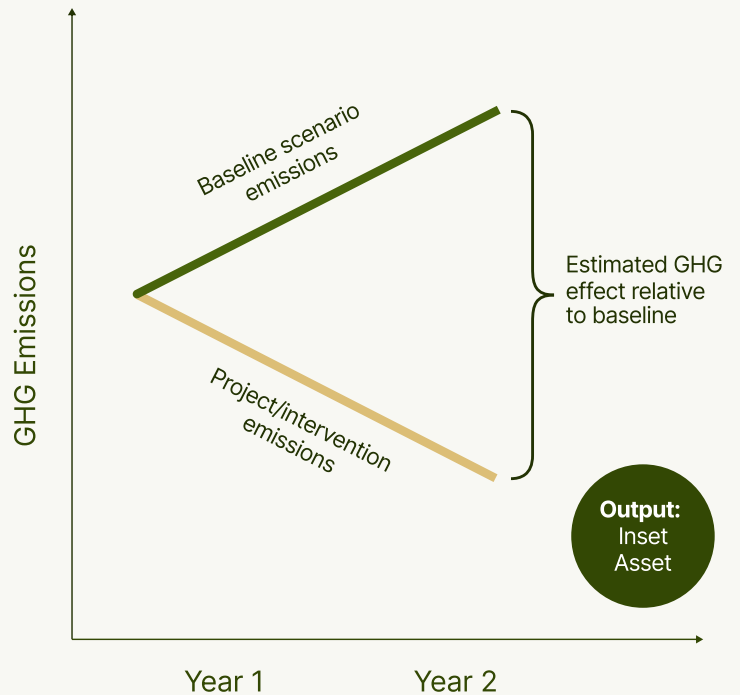 Baseline scenario
emissions
GHG Emissions
Estimated GHG
effect relative
to baseline
Project/intervention
emissions
Output:
Inset
Asset
Year 1
Year 2